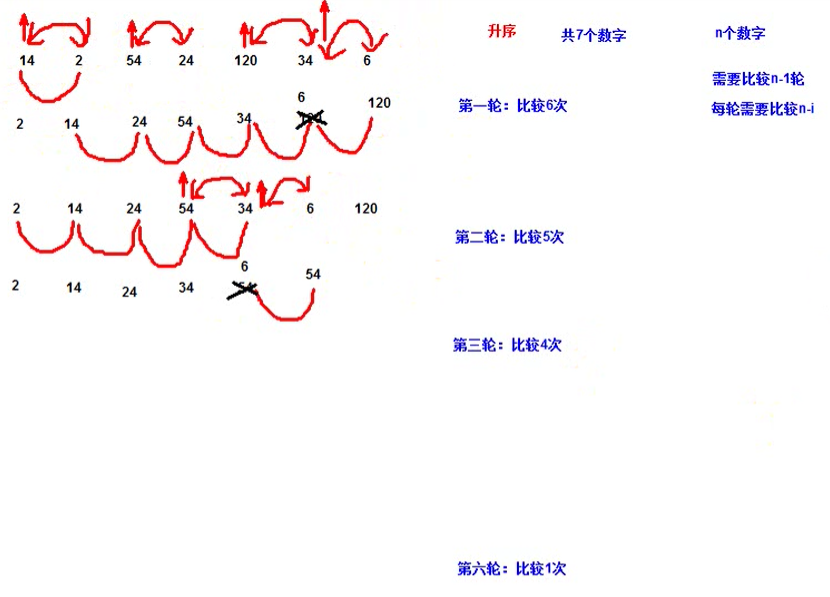 升序
共7个数字
n个数字
14 2 54 24 120 34 6
需要比较n-1轮
第一轮：比较6次
每轮需要比较n-i
6
120
2 14 24 54 34
第二轮：比较5次
2 14 24 54 34 6 120
6
54
2 14 24 34
第三轮：比较4次
第六轮：比较1次